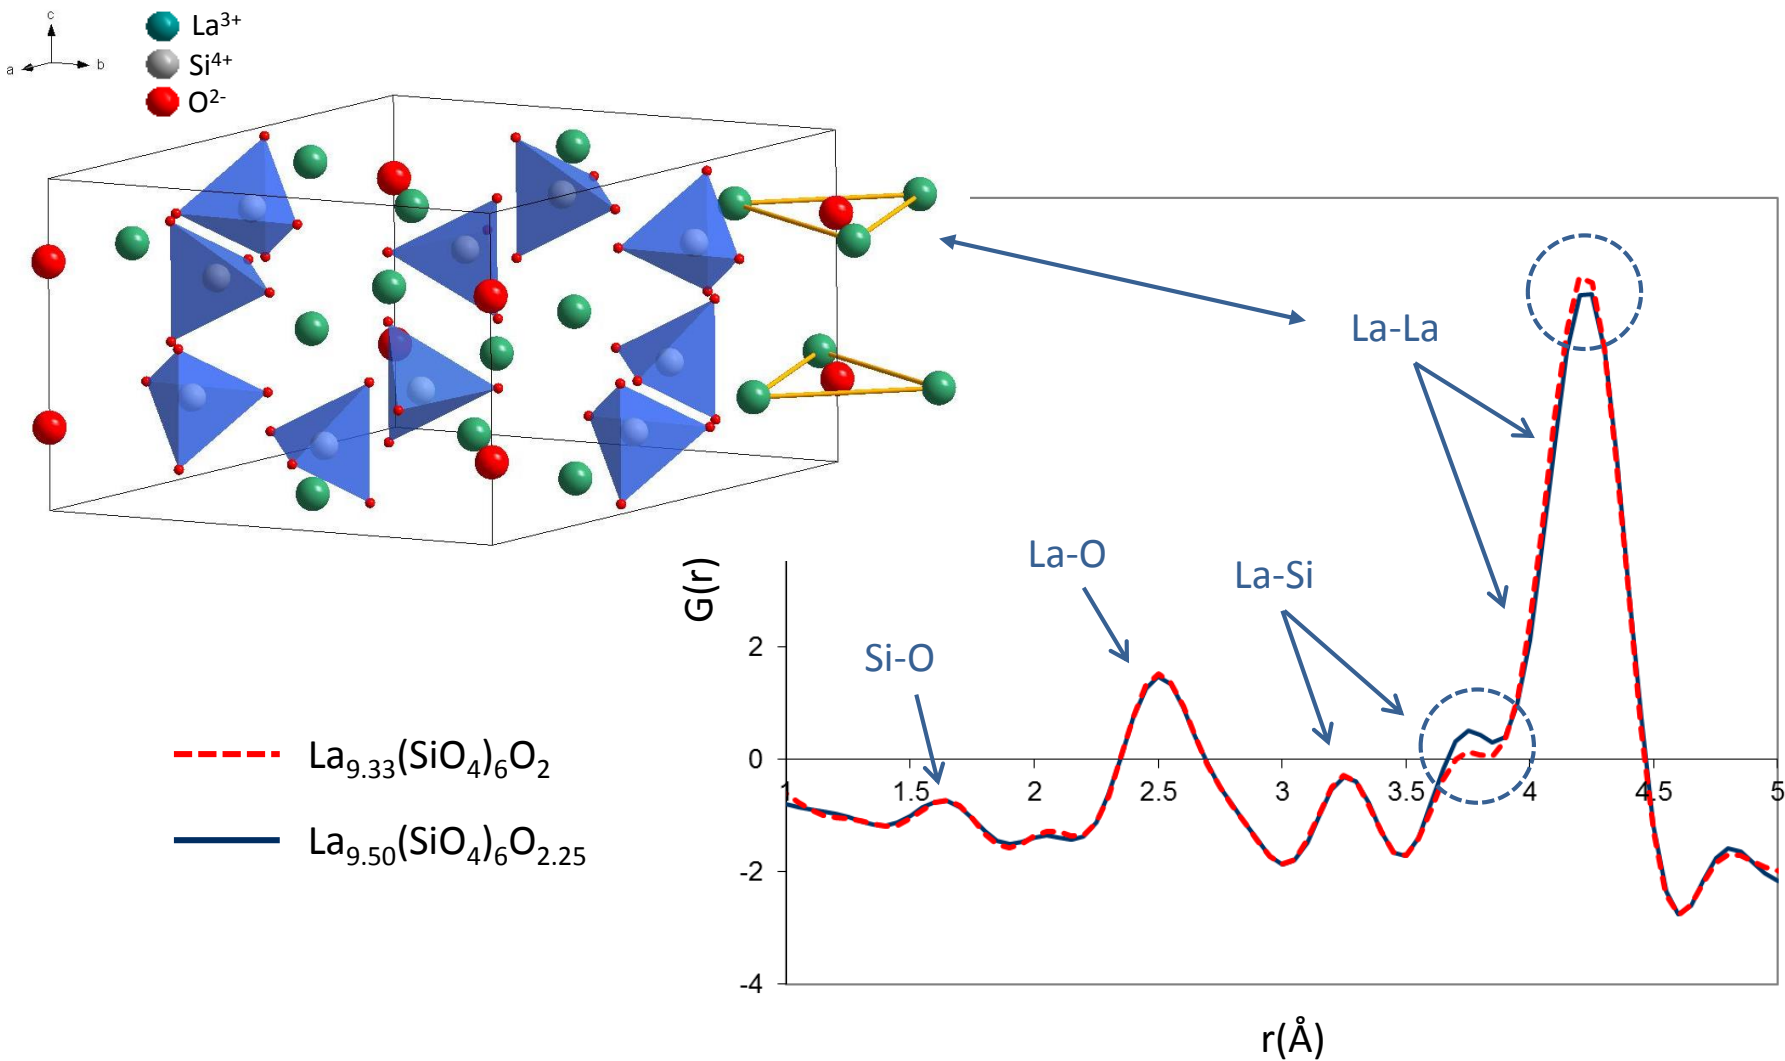 c
a
b
La³⁺
Si⁴⁺
O²⁻
La-La
La-O
La-Si
Si-O
G(r)
2
0
-2
-4
1
1.5
2
2.5
3
3.5
4
4.5
5
r(Å)
La₉.₃₃(SiO₄)₆O₂
La₉.₅₀(SiO₄)₆O₂.₂₅